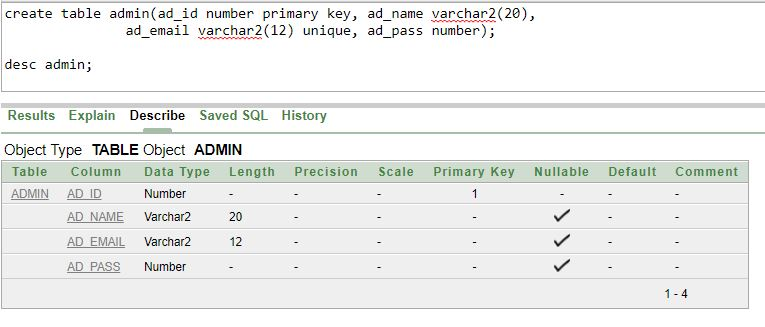 create table admin(ad_id number primary key, ad_name varchar2(20),
ad_email varchar2(12) unique, ad_pass number);
desc admin;
Results Explain Describe Saved SQL History
Object Type TABLE Object ADMIN
Table Column Data Type Length Precision Scale Primary Key Nullable Default Comment
ADMIN AD_ID Number - - - 1 - - -
AD_NAME Varchar2 20 - - - ✓ - -
AD_EMAIL Varchar2 12 - - - ✓ - -
AD_PASS Number - - - - ✓ - -
1 - 4